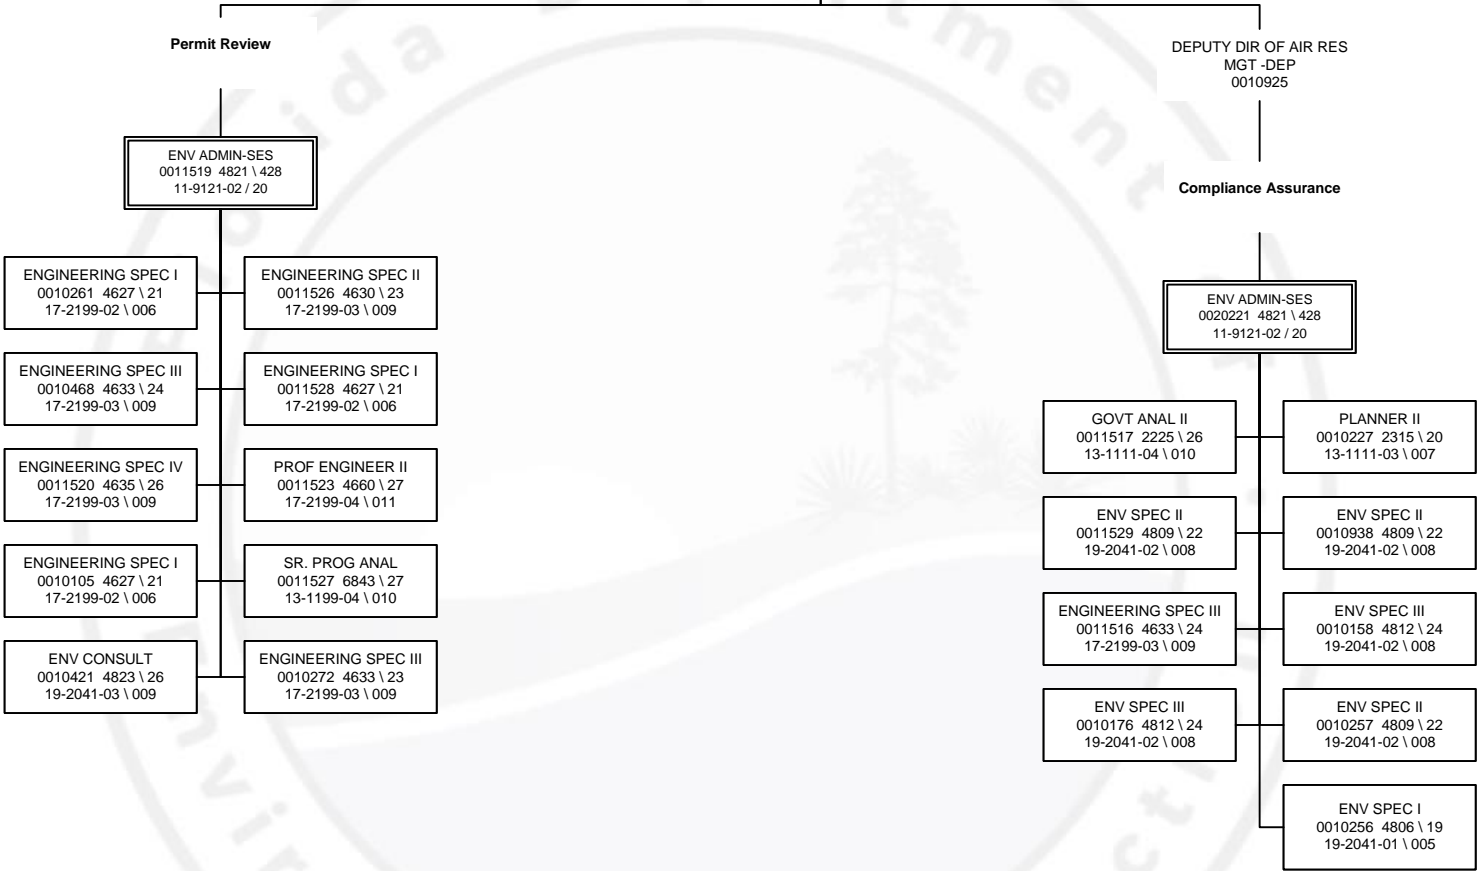 Permit Review
DEPUTY DIR OF AIR RES
MGT -DEP
0010925
ENV ADMIN-SES
0011519 4821 \ 428
11-9121-02 / 20
Compliance Assurance
ENGINEERING SPEC I
0010261 4627 \ 21
17-2199-02 \ 006
ENGINEERING SPEC II
0011526 4630 \ 23
17-2199-03 \ 009
ENGINEERING SPEC III
0010468 4633 \ 24
17-2199-03 \ 009
ENGINEERING SPEC I
0011528 4627 \ 21
17-2199-02 \ 006
ENGINEERING SPEC IV
0011520 4635 \ 26
17-2199-03 \ 009
PROF ENGINEER II
0011523 4660 \ 27
17-2199-04 \ 011
ENGINEERING SPEC I
0010105 4627 \ 21
17-2199-02 \ 006
SR. PROG ANAL
0011527 6843 \ 27
13-1199-04 \ 010
ENV CONSULT
0010421 4823 \ 26
19-2041-03 \ 009
ENGINEERING SPEC III
0010272 4633 \ 23
17-2199-03 \ 009
ENV ADMIN-SES
0020221 4821 \ 428
11-9121-02 / 20
GOVT ANAL II
0011517 2225 \ 26
13-1111-04 \ 010
PLANNER II
0010227 2315 \ 20
13-1111-03 \ 007
ENV SPEC II
0011529 4809 \ 22
19-2041-02 \ 008
ENV SPEC II
0010938 4809 \ 22
19-2041-02 \ 008
ENGINEERING SPEC III
0011516 4633 \ 24
17-2199-03 \ 009
ENV SPEC III
0010158 4812 \ 24
19-2041-02 \ 008
ENV SPEC III
0010176 4812 \ 24
19-2041-02 \ 008
ENV SPEC II
0010257 4809 \ 22
19-2041-02 \ 008
ENV SPEC I
0010256 4806 \ 19
19-2041-01 \ 005